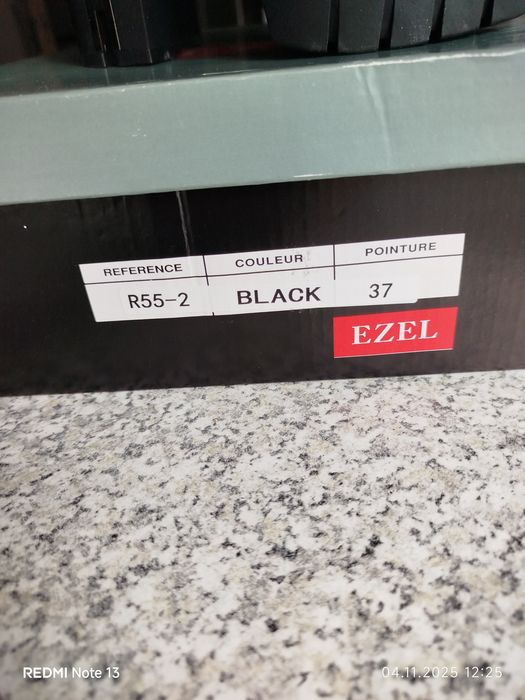 REFERENCE COULEUR POINTURE
R55-2 BLACK 37
EZEL
REDMI Note 13 04.11.2025 12:25